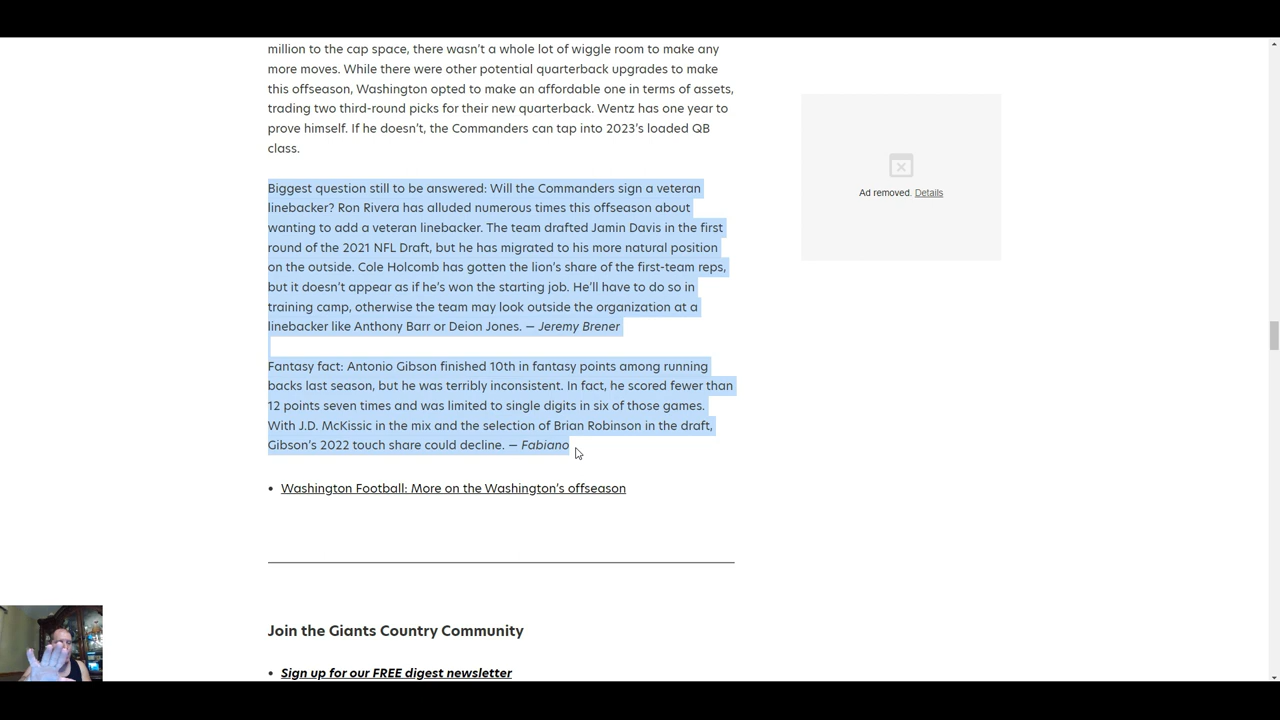 million to the cap space, there wasn't a whole lot of wiggle room to make any
more moves. While there were other potential quarterback upgrades to make
this offseason, Washington opted to make an affordable one in terms of assets,
trading two third-round picks for their new quarterback. Wentz has one year to
prove himself. If he doesn't, the Commanders can tap into 2023's loaded QB
class.
Biggest question still to be answered: Will the Commanders sign a veteran
linebacker? Ron Rivera has alluded numerous times this offseason about
wanting to add a veteran linebacker. The team drafted Jamin Davis in the first
round of the 2021 NFL Draft, but he has migrated to his more natural position
on the outside. Cole Holcomb has gotten the lion's share of the first-team reps,
but it doesn't appear as if he's won the starting job. He'll have to do so in
training camp, otherwise the team may look outside the organization at a
linebacker like Anthony Barr or Deion Jones. — Jeremy Brener
Fantasy fact: Antonio Gibson finished 10th in fantasy points among running
backs last season, but he was terribly inconsistent. In fact, he scored fewer than
12 points seven times and was limited to single digits in six of those games.
With J.D. McKissic in the mix and the selection of Brian Robinson in the draft,
Gibson's 2022 touch share could decline. — Fabiano
• Washington Football: More on the Washington's offseason
Join the Giants Country Community
• Sign up for our FREE digest newsletter
Ad removed. Details